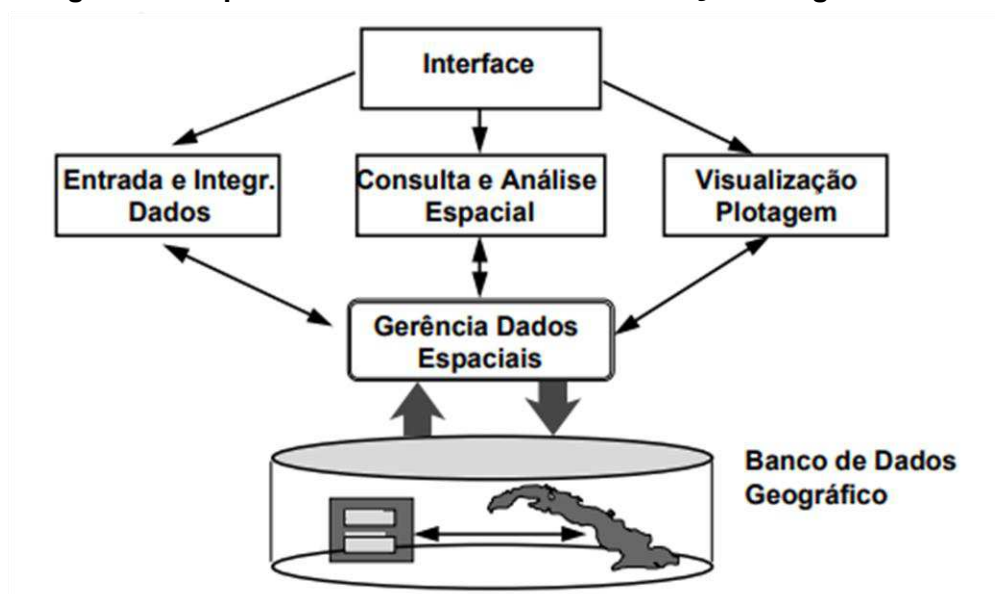 Interface
Entrada e Integr.
Dados
Consulta e Análise
Espacial
Visualização
Plotagem
Gerência Dados
Espaciais
Banco de Dados
Geográfico